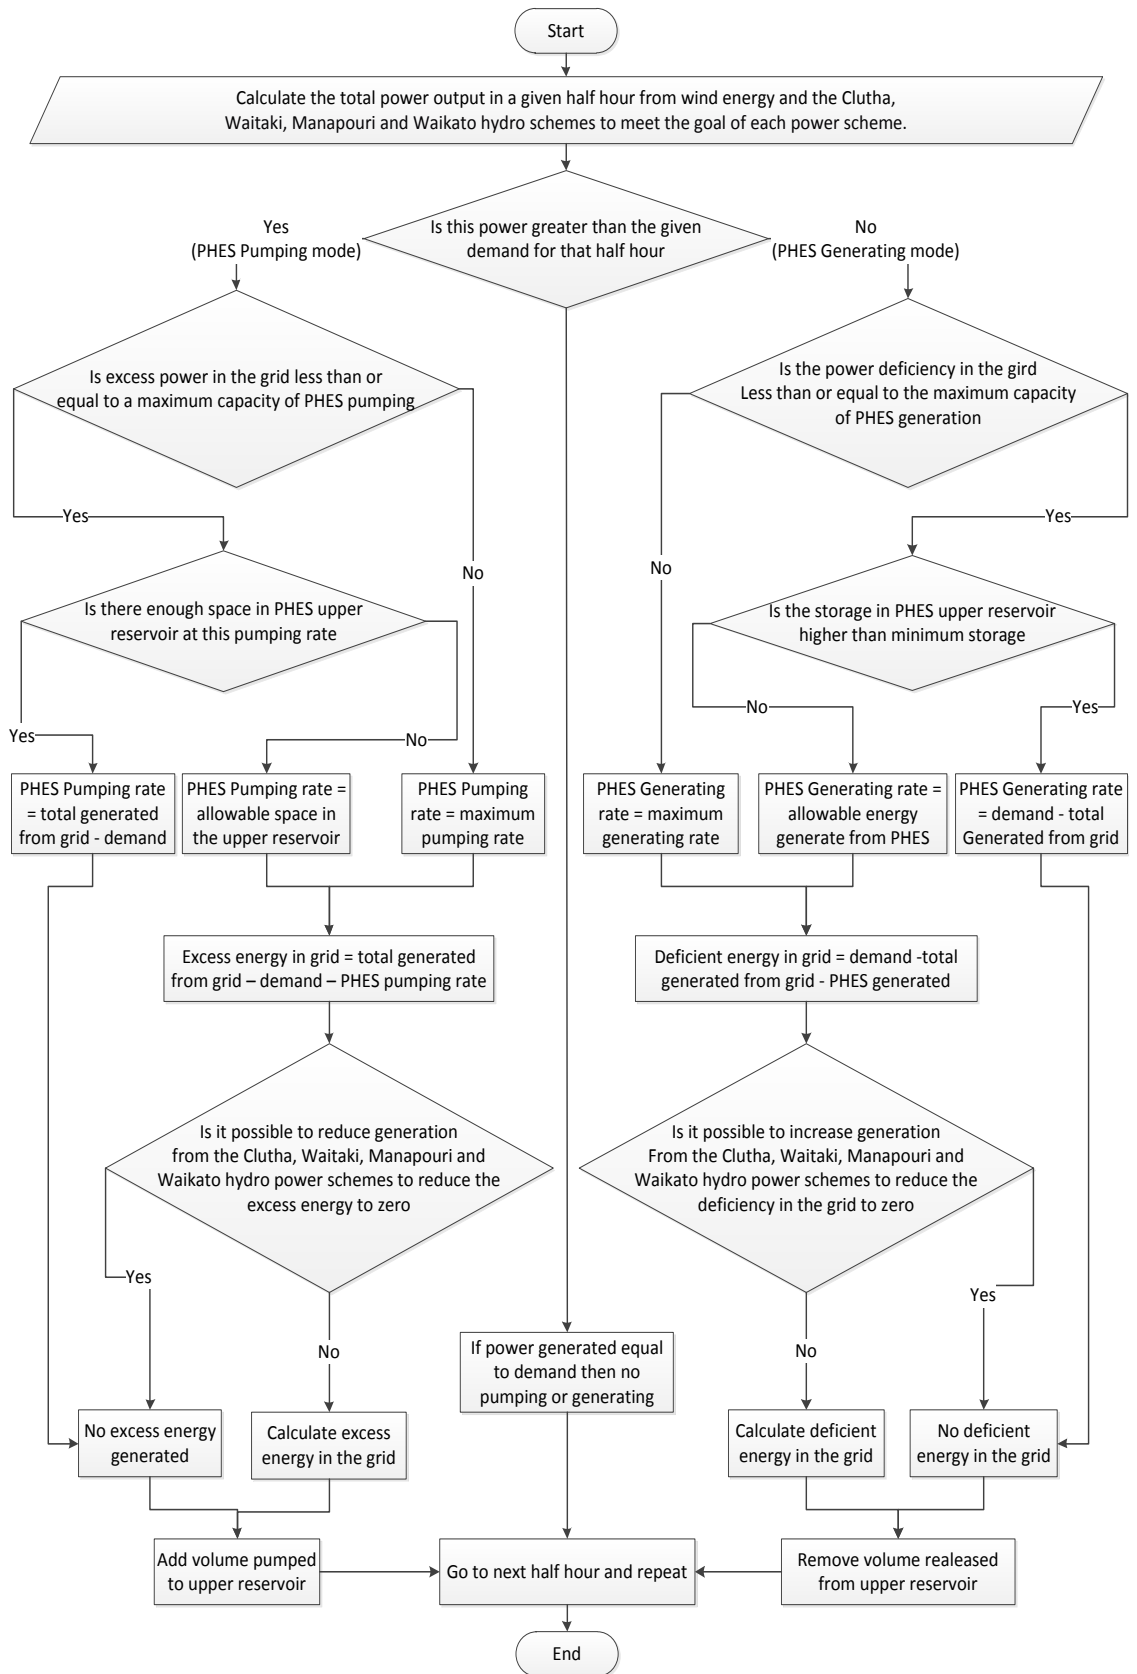 Start
Calculate the total power output in a given half hour from wind energy and the Clutha,
Waitaki, Manapouri and Waikato hydro schemes to meet the goal of each power scheme.
Is this power greater than the given
demand for that half hour
Yes
(PHES Pumping mode)
No
(PHES Generating mode)
Is excess power in the grid less than or
equal to a maximum capacity of PHES pumping
Is the power deficiency in the gird
Less than or equal to the maximum capacity
of PHES generation
Yes
No
No
Yes
Is there enough space in PHES upper
reservoir at this pumping rate
Is the storage in PHES upper reservoir
higher than minimum storage
Yes
No
No
Yes
PHES Pumping rate
= total generated
from grid - demand
PHES Pumping rate =
allowable space in
the upper reservoir
PHES Pumping
rate = maximum
pumping rate
PHES Generating
rate = maximum
generating rate
PHES Generating rate =
allowable energy
generate from PHES
PHES Generating rate
= demand - total
Generated from grid
Excess energy in grid = total generated
from grid – demand – PHES pumping rate
Deficient energy in grid = demand -total
generated from grid - PHES generated
Is it possible to reduce generation
from the Clutha, Waitaki, Manapouri and
Waikato hydro power schemes to reduce the
excess energy to zero
Is it possible to increase generation
From the Clutha, Waitaki, Manapouri and
Waikato hydro power schemes to reduce the
deficiency in the grid to zero
Yes
No
No
Yes
If power generated equal
to demand then no
pumping or generating
No excess energy
generated
Calculate excess
energy in the grid
Calculate deficient
energy in the grid
No deficient
energy in the grid
Add volume pumped
to upper reservoir
Go to next half hour and repeat
Remove volume realeased
from upper reservoir
End